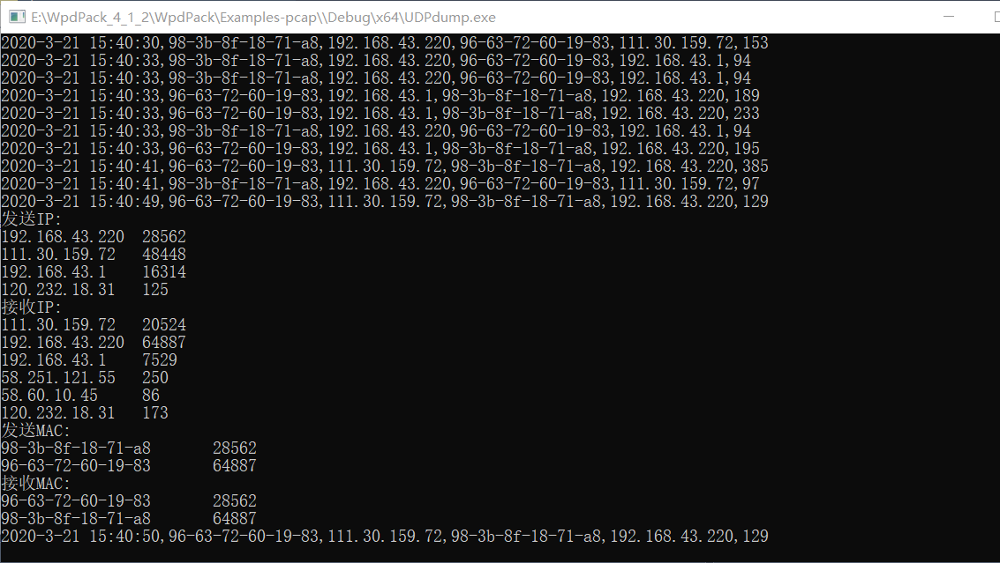 E:\WpdPack_4_1_2\WpdPack\Examples-pcap\\Debug\x64\UDPdump.exe
2020-3-21 15:40:30,98-3b-8f-18-71-a8,192.168.43.220,96-63-72-60-19-83,111.30.159.72,153
2020-3-21 15:40:33,98-3b-8f-18-71-a8,192.168.43.220,96-63-72-60-19-83,192.168.43.1,94
2020-3-21 15:40:33,98-3b-8f-18-71-a8,192.168.43.220,96-63-72-60-19-83,192.168.43.1,94
2020-3-21 15:40:33,96-63-72-60-19-83,192.168.43.1,98-3b-8f-18-71-a8,192.168.43.220,189
2020-3-21 15:40:33,96-63-72-60-19-83,192.168.43.1,98-3b-8f-18-71-a8,192.168.43.220,233
2020-3-21 15:40:33,98-3b-8f-18-71-a8,192.168.43.220,96-63-72-60-19-83,192.168.43.1,94
2020-3-21 15:40:33,96-63-72-60-19-83,192.168.43.1,98-3b-8f-18-71-a8,192.168.43.220,195
2020-3-21 15:40:41,96-63-72-60-19-83,111.30.159.72,98-3b-8f-18-71-a8,192.168.43.220,385
2020-3-21 15:40:41,98-3b-8f-18-71-a8,192.168.43.220,96-63-72-60-19-83,111.30.159.72,97
2020-3-21 15:40:49,96-63-72-60-19-83,111.30.159.72,98-3b-8f-18-71-a8,192.168.43.220,129
发送IP:
192.168.43.220  28562
111.30.159.72   48448
192.168.43.1    16314
120.232.18.31   125
接收IP:
111.30.159.72   20524
192.168.43.220  64887
192.168.43.1    7529
58.251.121.55   250
58.60.10.45     86
120.232.18.31   173
发送MAC:
98-3b-8f-18-71-a8       28562
96-63-72-60-19-83       64887
接收MAC:
96-63-72-60-19-83       28562
98-3b-8f-18-71-a8       64887
2020-3-21 15:40:50,96-63-72-60-19-83,111.30.159.72,98-3b-8f-18-71-a8,192.168.43.220,129